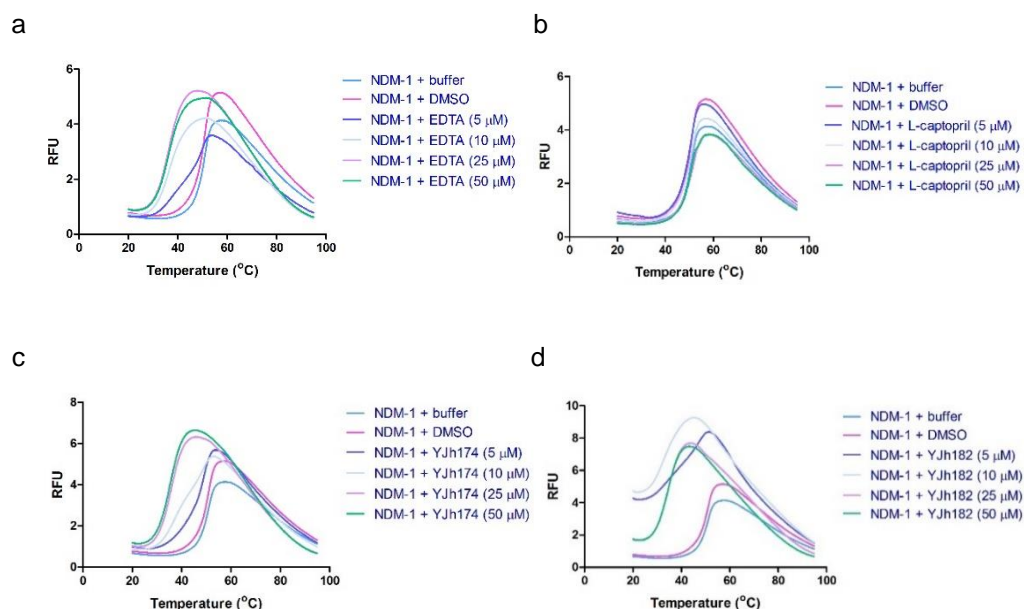 a
6
4
2
0
RFU
0 20 40 60 80 100
Temperature (°C)
NDM-1 + buffer
NDM-1 + DMSO
NDM-1 + EDTA (5 μM)
NDM-1 + EDTA (10 μM)
NDM-1 + EDTA (25 μM)
NDM-1 + EDTA (50 μM)
b
6
4
2
0
RFU
0 20 40 60 80 100
Temperature (°C)
NDM-1 + buffer
NDM-1 + DMSO
NDM-1 + L-captopril (5 μM)
NDM-1 + L-captopril (10 μM)
NDM-1 + L-captopril (25 μM)
NDM-1 + L-captopril (50 μM)
c
8
6
4
2
0
RFU
0 20 40 60 80 100
Temperature (°C)
NDM-1 + buffer
NDM-1 + DMSO
NDM-1 + YJh174 (5 μM)
NDM-1 + YJh174 (10 μM)
NDM-1 + YJh174 (25 μM)
NDM-1 + YJh174 (50 μM)
d
10
8
6
4
2
0
RFU
0 20 40 60 80 100
Temperature (°C)
NDM-1 + buffer
NDM-1 + DMSO
NDM-1 + YJh182 (5 μM)
NDM-1 + YJh182 (10 μM)
NDM-1 + YJh182 (25 μM)
NDM-1 + YJh182 (50 μM)